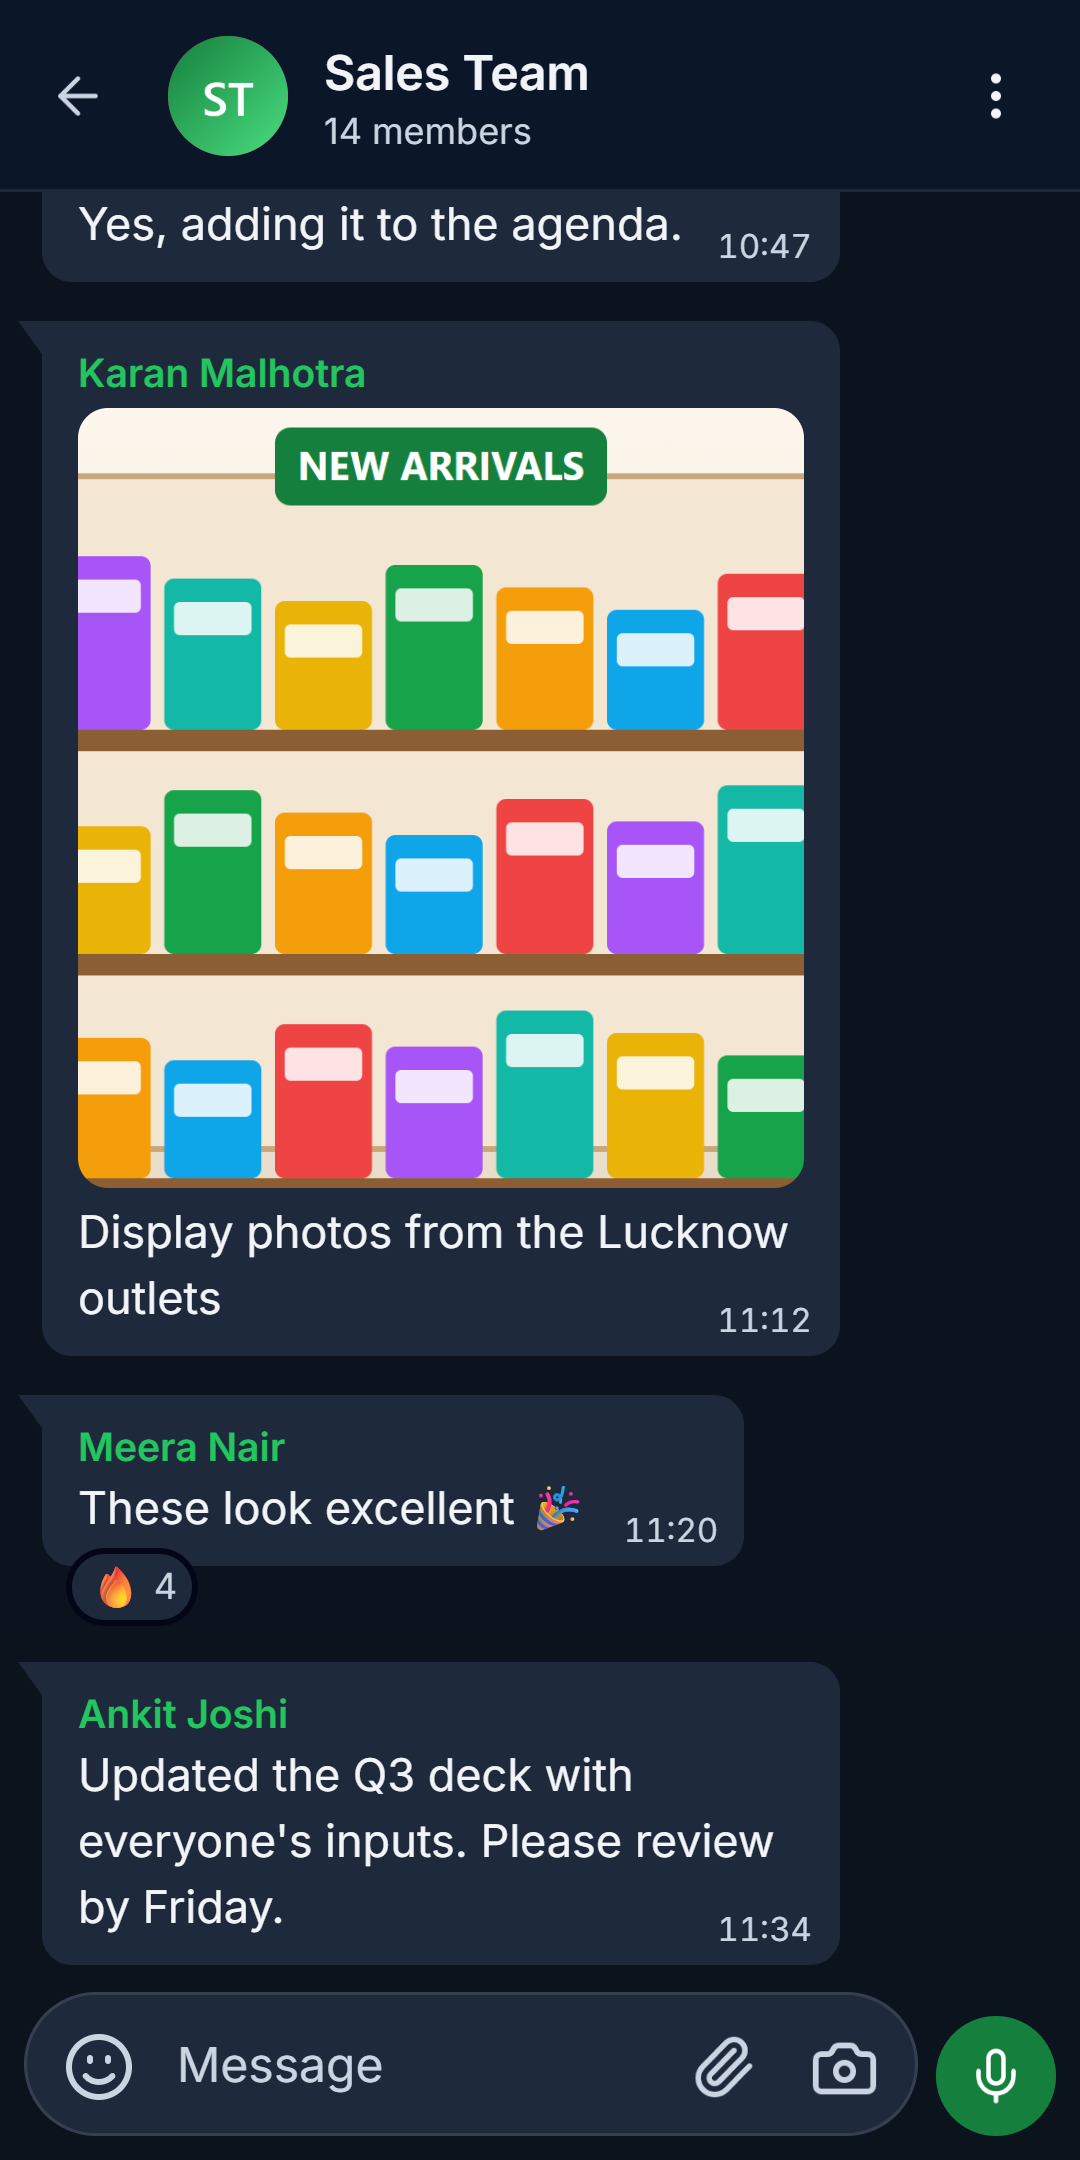 ST
Sales Team
14 members
Yes, adding it to the agenda.
10:47
Karan Malhotra
NEW ARRIVALS
Display photos from the Lucknow
outlets
11:12
Meera Nair
These look excellent 🎉
11:20
🔥 4
Ankit Joshi
Updated the Q3 deck with
everyone's inputs. Please review
by Friday.
11:34
Message